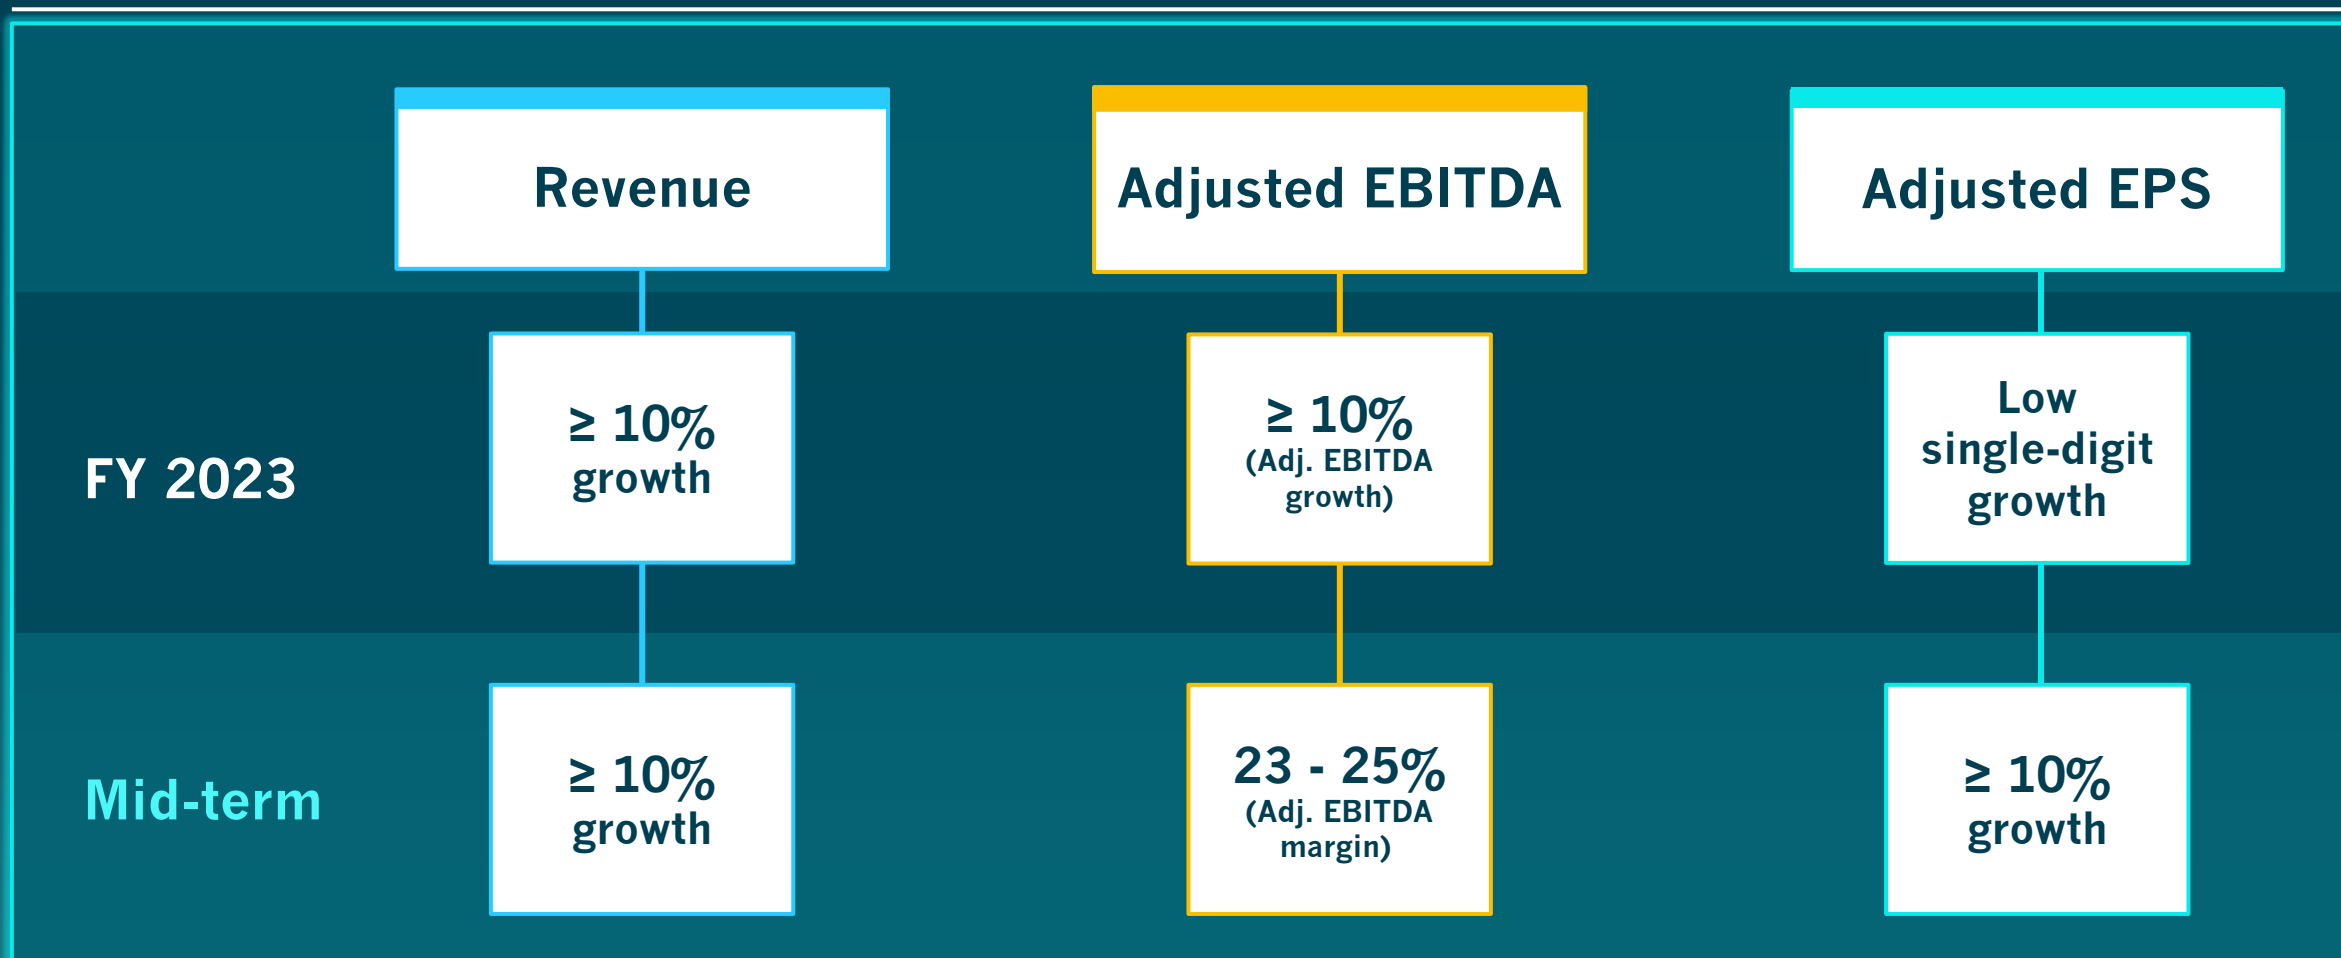 Revenue
Adjusted EBITDA
Adjusted EPS
FY 2023
≥ 10%
growth
≥ 10%
(Adj. EBITDA
growth)
Low
single-digit
growth
Mid-term
≥ 10%
growth
23 - 25%
(Adj. EBITDA
margin)
≥ 10%
growth